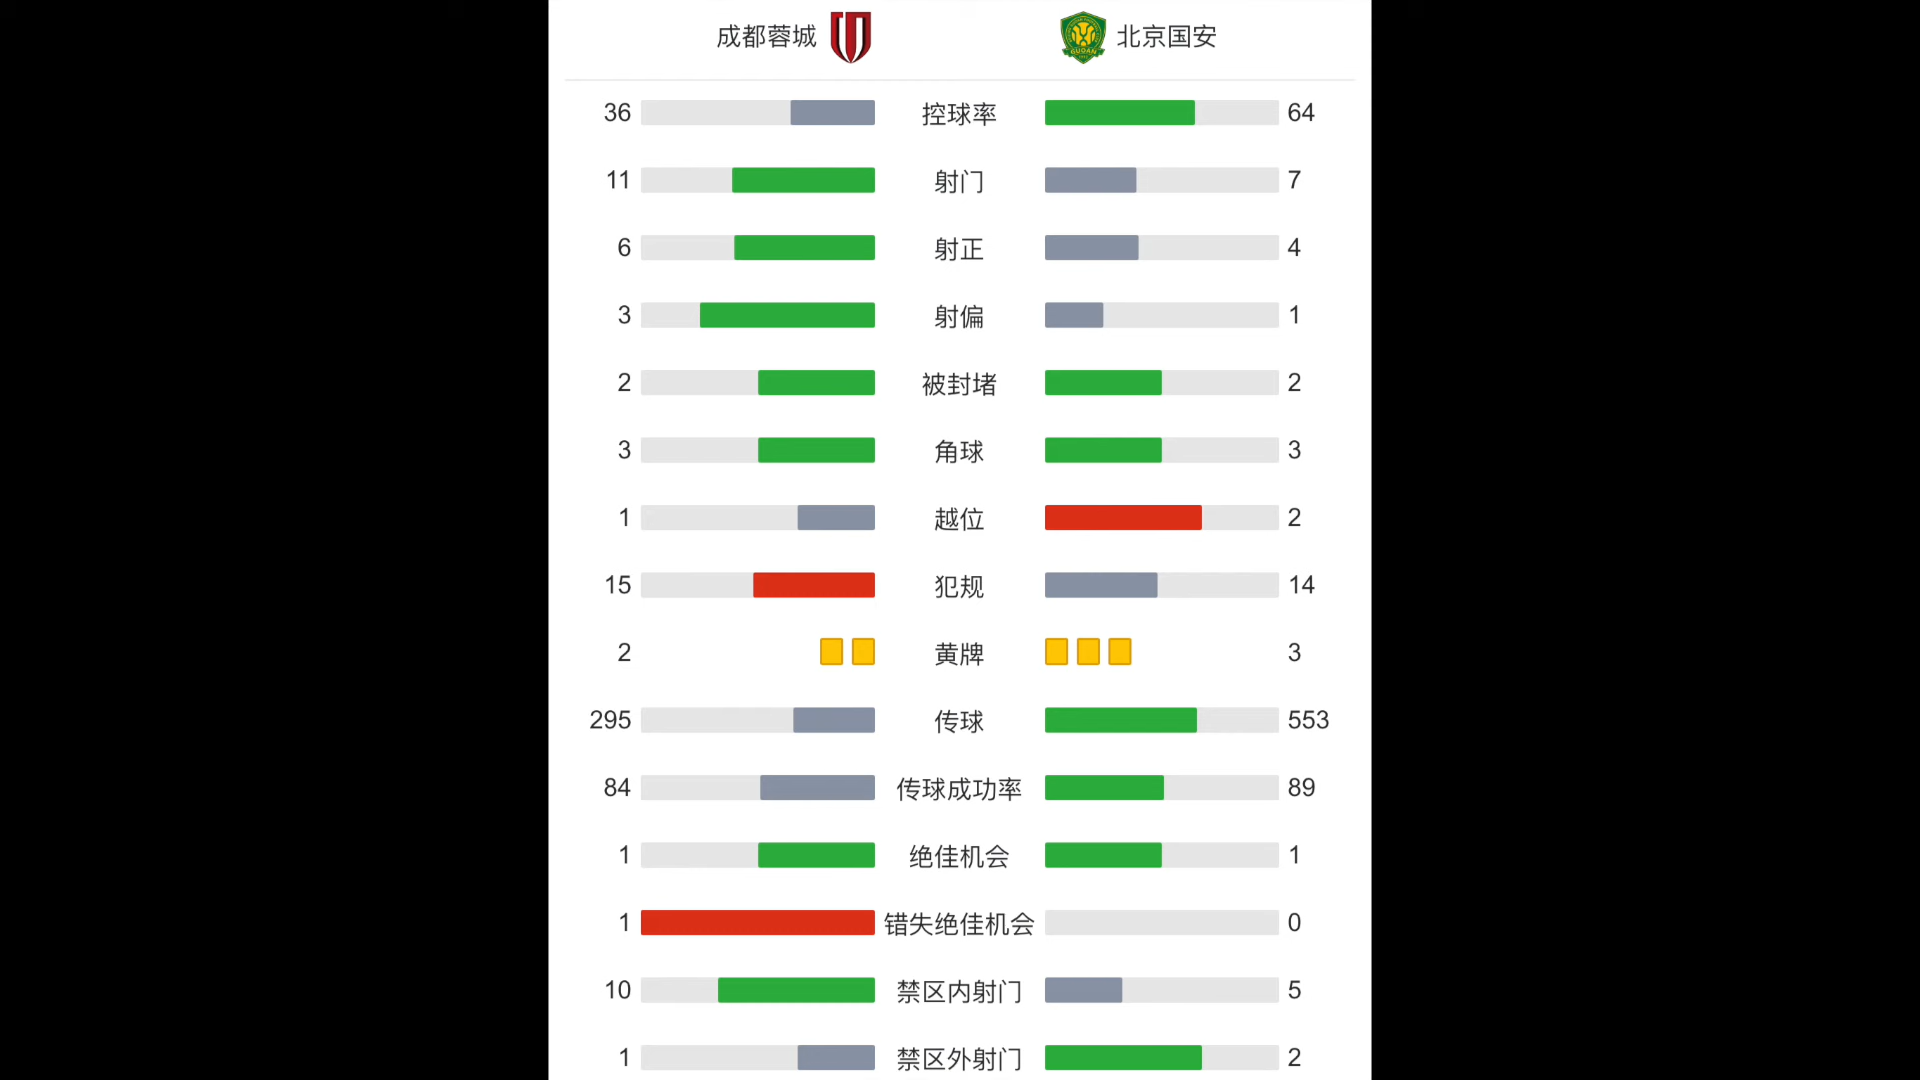 成都蓉城 北京国安
36 控球率 64
11 射门 7
6 射正 4
3 射偏 1
2 被封堵 2
3 角球 3
1 越位 2
15 犯规 14
2 黄牌 3
295 传球 553
84 传球成功率 89
1 绝佳机会 1
1 错失绝佳机会 0
10 禁区内射门 5
1 禁区外射门 2